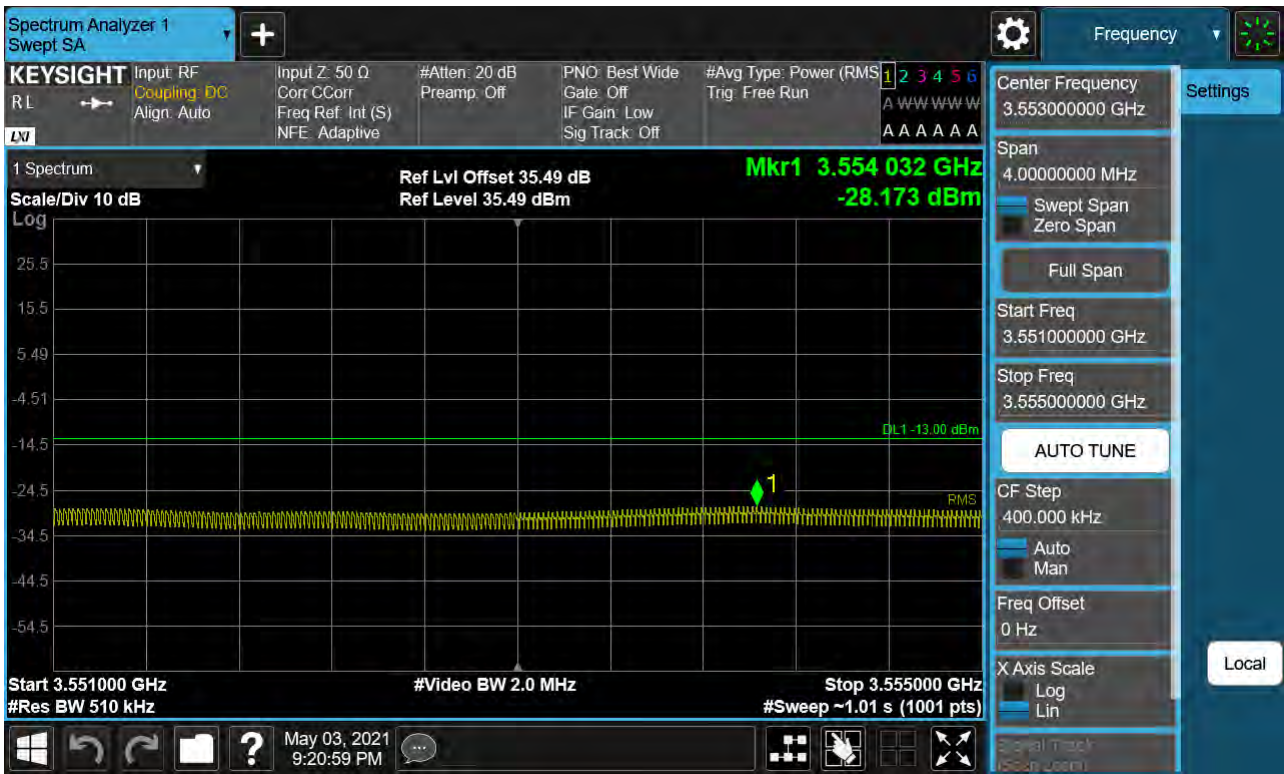 Spectrum Analyzer 1
Swept SA
+
Frequency
KEYSIGHT
RL
LXI
Input: RF
Coupling: DC
Align: Auto
Input Z: 50 Ω
Corr CCorr
Freq Ref: Int (S)
NFE: Adaptive
#Atten: 20 dB
Preamp: Off
PNO: Best Wide
Gate: Off
IF Gain: Low
Sig Track: Off
#Avg Type: Power (RMS
Trig: Free Run
1 2 3 4 5 6
A WW WW W
A A A A A A
1 Spectrum
Scale/Div 10 dB
Log
Ref Lvl Offset 35.49 dB
Ref Level 35.49 dBm
Mkr1 3.554 032 GHz
-28.173 dBm
25.5
15.5
5.49
-4.51
-14.5
-24.5
-34.5
-44.5
-54.5
DL1 -13.00 dBm
1
RMS
Start 3.551000 GHz
#Res BW 510 kHz
#Video BW 2.0 MHz
Stop 3.555000 GHz
#Sweep ~1.01 s (1001 pts)
Center Frequency
3.553000000 GHz
Span
4.00000000 MHz
Swept Span
Zero Span
Full Span
Start Freq
3.551000000 GHz
Stop Freq
3.555000000 GHz
AUTO TUNE
CF Step
400.000 kHz
Auto
Man
Freq Offset
0 Hz
X Axis Scale
Log
Lin
Signal Track
(Span Zoom)
Settings
Local
?
May 03, 2021
9:20:59 PM